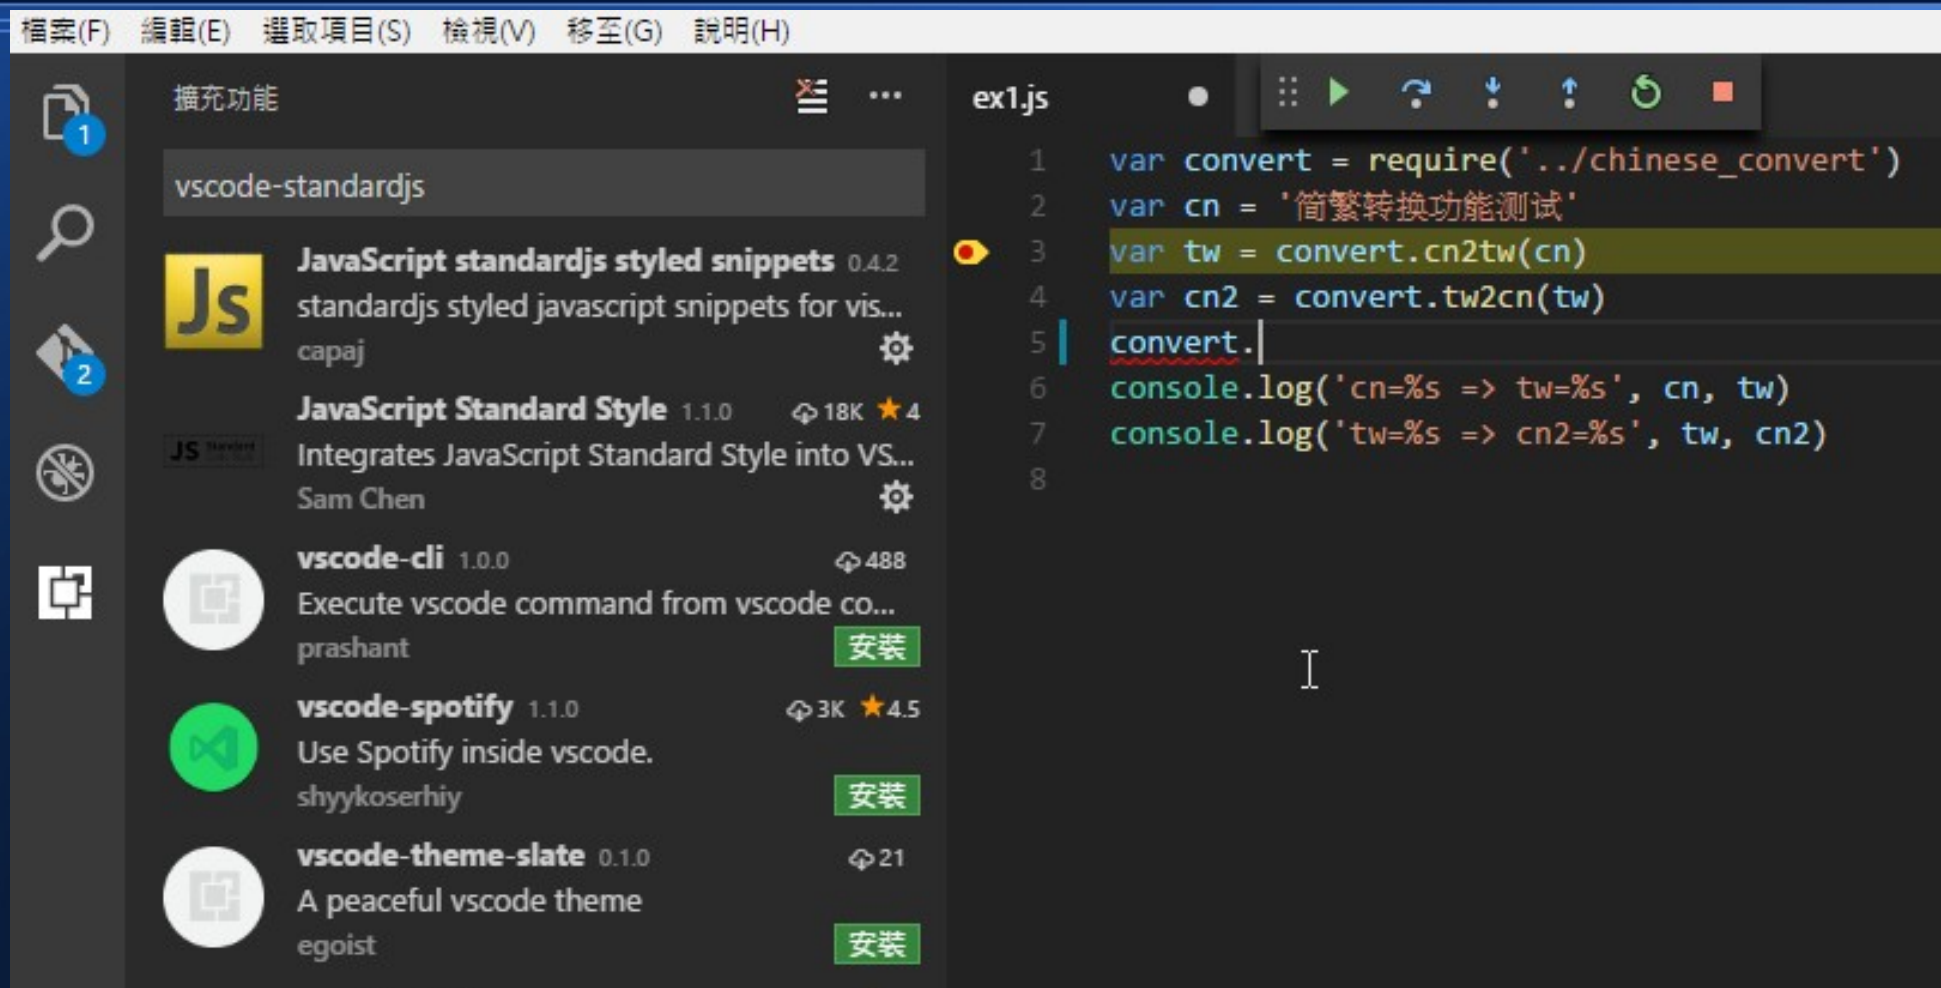 檔案(F) 編輯(E) 選取項目(S) 檢視(V) 移至(G) 說明(H)
擴充功能
vscode-standardjs
JavaScript standardjs styled snippets 0.4.2
standardjs styled javascript snippets for vis...
capaj
JavaScript Standard Style 1.1.0 18K 4
JS Standard
Integrates JavaScript Standard Style into VS...
Sam Chen
vscode-cli 1.0.0 488
Execute vscode command from vscode co...
prashant 安裝
vscode-spotify 1.1.0 3K 4.5
Use Spotify inside vscode.
shyykoserhiy 安裝
vscode-theme-slate 0.1.0 21
A peaceful vscode theme
egoist 安裝
1
2
JS
ex1.js
1 var convert = require('../chinese_convert')
2 var cn = '简繁转换功能测试'
3 var tw = convert.cn2tw(cn)
4 var cn2 = convert.tw2cn(tw)
5 convert.
6 console.log('cn=%s => tw=%s', cn, tw)
7 console.log('tw=%s => cn2=%s', tw, cn2)
8